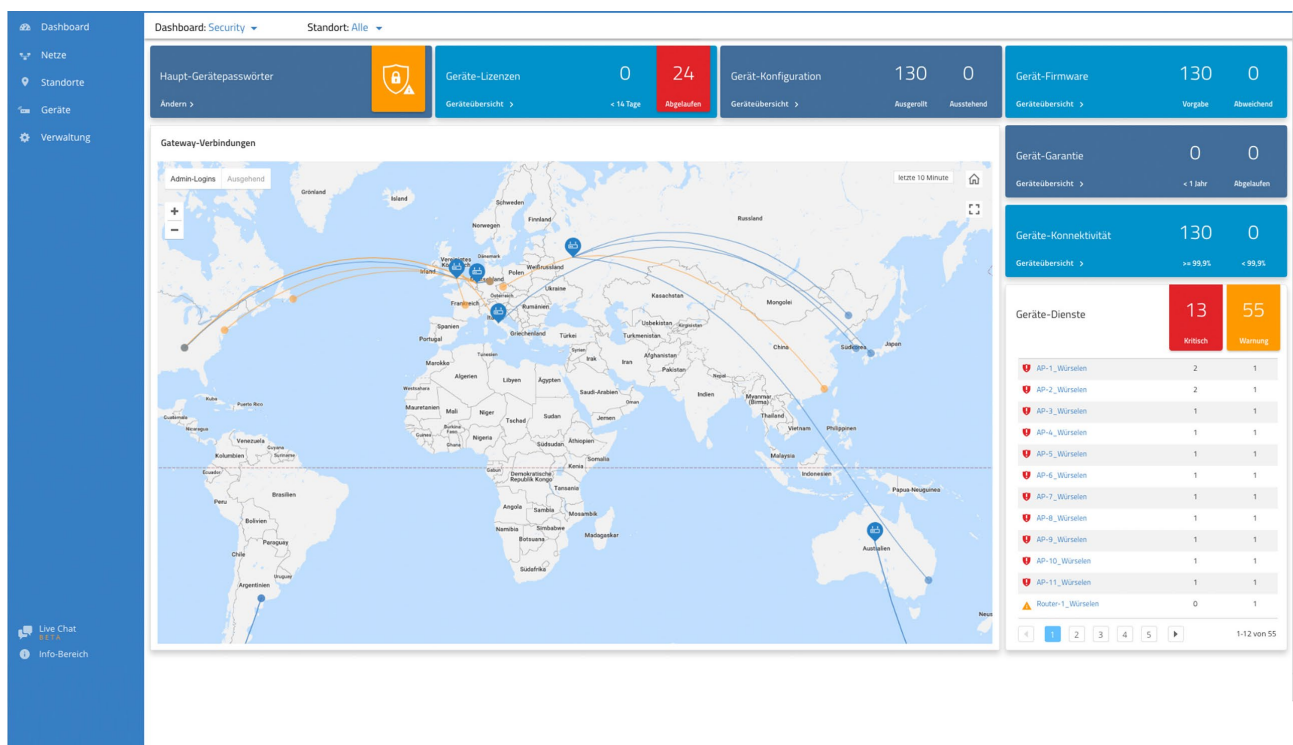 Dashboard
Netze
Standorte
Geräte
Verwaltung
Live Chat
BETA
Info-Bereich
Dashboard: Security
Standort: Alle
Haupt-Gerätepasswörter
Ändern >
Geräte-Lizenzen
Geräteübersicht >
0
< 14 Tage
24
Abgelaufen
Gerät-Konfiguration
Geräteübersicht >
130
Ausgerollt
0
Ausstehend
Gerät-Firmware
Geräteübersicht >
130
Vorgabe
0
Abweichend
Gateway-Verbindungen
Admin-Logins Ausgehend
letzte 10 Minute
+
−
Grönland
Island
Schweden
Finnland
Norwegen
Russland
Dänemark
Weißrussland
Polen
Ukraine
Österreich
Rumänien
Kasachstan
Mongolei
Spanien
Portugal
Griechenland
Türkei
Usbekistan
Kirgisistan
Turkmenistan
China
Japan
Tunesien
Syrien
Irak
Iran
Afghanistan
Pakistan
Marokko
Algerien
Libyen
Ägypten
Nepal
Westsahara
Saudi-Arabien
Oman
Indien
Myanmar
(Birma)
Kuba
Puerto Rico
Mauretanien
Mali
Niger
Tschad
Sudan
Jemen
Thailand
Vietnam
Philippinen
Guatemala
Nicaragua
Burkina
Faso
Guinea
Ghana
Nigeria
Südsudan
Äthiopien
Venezuela
Guyana
Kolumbien
Suriname
Somalia
Malaysia
Ecuador
Gabun
Demokratische
Republik Kongo
Kenia
Indonesien
Tansania
Papua-Neuguinea
Peru
Brasilien
Angola
Sambia
Mosambik
Bolivien
Namibia
Simbabwe
Botsuana
Madagaskar
Paraguay
Chile
Australien
Südafrika
Uruguay
Argentinien
Neus
Gerät-Garantie
Geräteübersicht >
0
< 1 Jahr
0
Abgelaufen
Geräte-Konnektivität
Geräteübersicht >
130
>= 99,9%
0
< 99,9%
Geräte-Dienste
13
Kritisch
55
Warnung
AP-1_Würselen 2 1
AP-2_Würselen 2 1
AP-3_Würselen 1 1
AP-4_Würselen 1 1
AP-5_Würselen 1 1
AP-6_Würselen 1 1
AP-7_Würselen 1 1
AP-8_Würselen 1 1
AP-9_Würselen 1 1
AP-10_Würselen 1 1
AP-11_Würselen 1 1
Router-1_Würselen 0 1
1 2 3 4 5 1-12 von 55